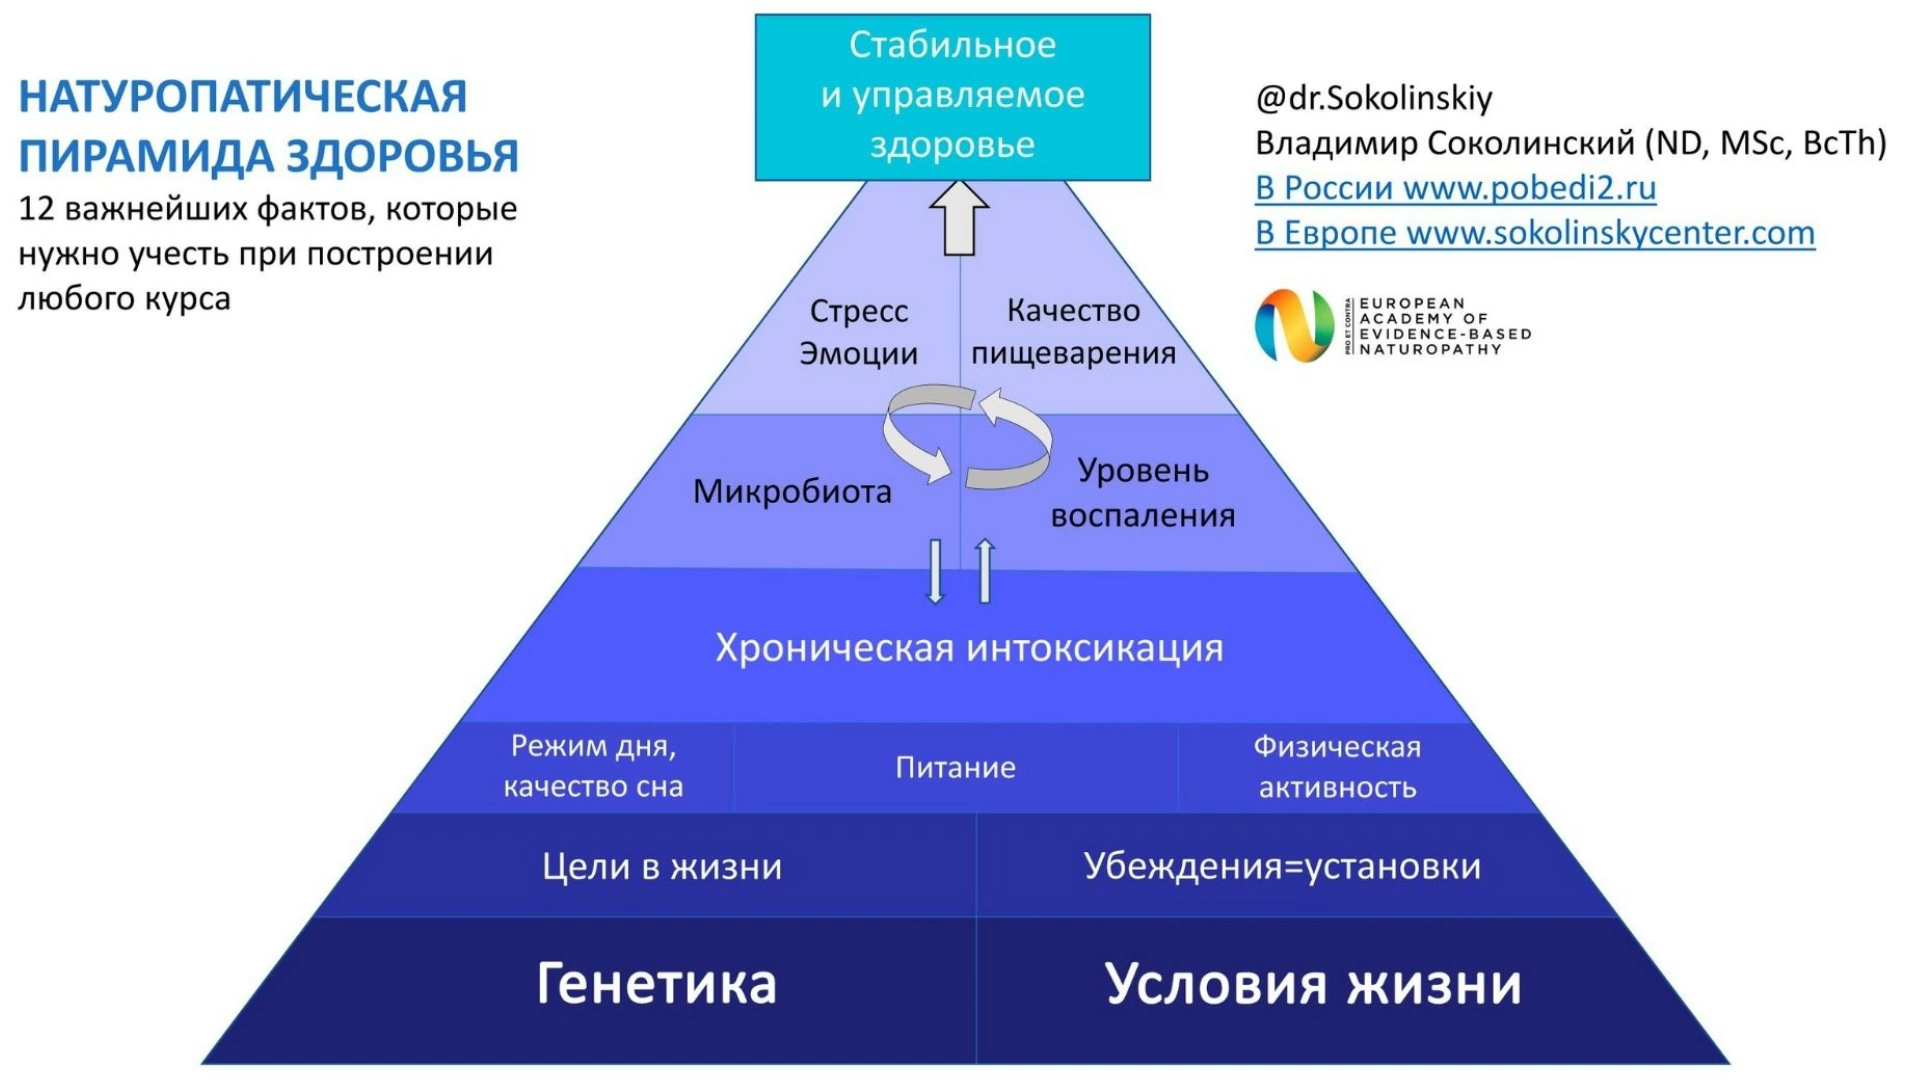 НАТУРОПАТИЧЕСКАЯ
ПИРАМИДА ЗДОРОВЬЯ
12 важнейших фактов, которые
нужно учесть при построении
любого курса
Стабильное
и управляемое
здоровье
@dr.Sokolinskiy
Владимир Соколинский (ND, MSc, BcTh)
В России www.pobedi2.ru
В Европе www.sokolinskycenter.com
PRO ET CONTRA
EUROPEAN
ACADEMY OF
EVIDENCE-BASED
NATUROPATHY
Стресс
Эмоции
Качество
пищеварения
Микробиота
Уровень
воспаления
Хроническая интоксикация
Режим дня,
качество сна
Питание
Физическая
активность
Цели в жизни
Убеждения=установки
Генетика
Условия жизни